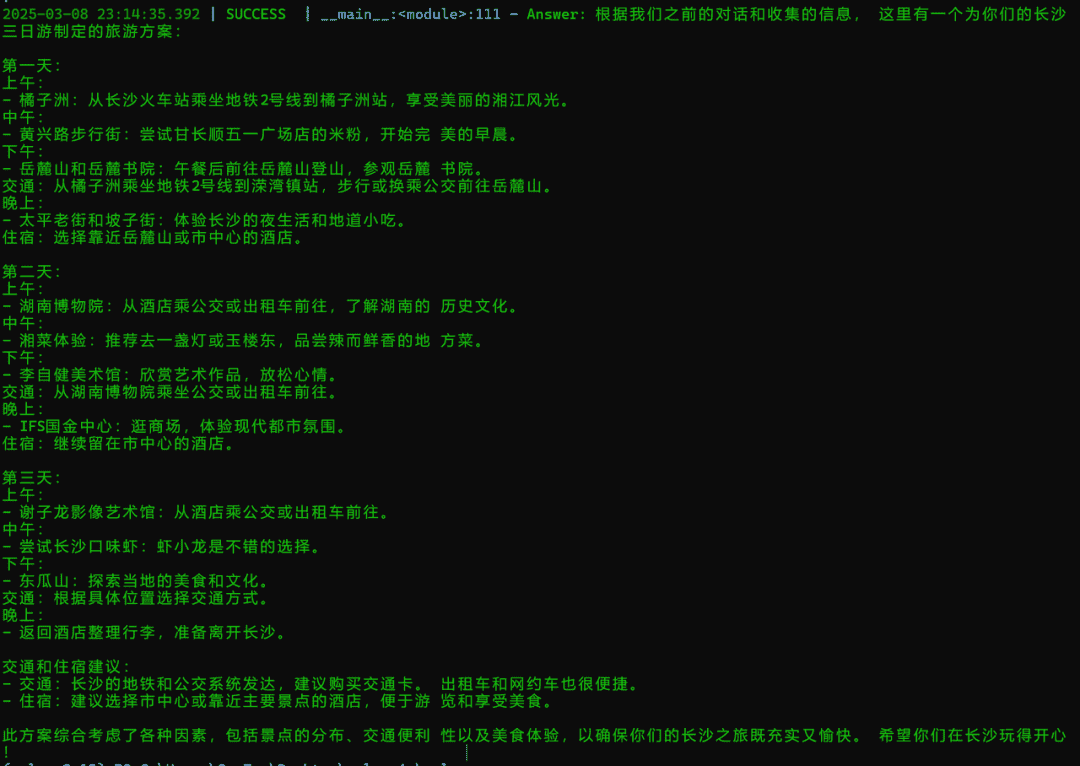 2025-03-08 23:14:35.392 | SUCCESS | __main__:<module>:111 - Answer: 根据我们之前的对话和收集的信息， 这里有一个为你们的长沙
三日游制定的旅游方案：
第一天：
上午：
- 橘子洲：从长沙火车站乘坐地铁2号线到橘子洲站，享受美丽的湘江风光。
中午：
- 黄兴路步行街：尝试甘长顺五一广场店的米粉，开始完 美的早晨。
下午：
- 岳麓山和岳麓书院：午餐后前往岳麓山登山，参观岳麓 书院。
交通：从橘子洲乘坐地铁2号线到溁湾镇站，步行或换乘公交前往岳麓山。
晚上：
- 太平老街和坡子街：体验长沙的夜生活和地道小吃。
住宿：选择靠近岳麓山或市中心的酒店。
第二天：
上午：
- 湖南博物院：从酒店乘公交或出租车前往，了解湖南的 历史文化。
中午：
- 湘菜体验：推荐去一盏灯或玉楼东，品尝辣而鲜香的地 方菜。
下午：
- 李自健美术馆：欣赏艺术作品，放松心情。
交通：从湖南博物院乘坐公交或出租车前往。
晚上：
- IFS国金中心：逛商场，体验现代都市氛围。
住宿：继续留在市中心的酒店。
第三天：
上午：
- 谢子龙影像艺术馆：从酒店乘公交或出租车前往。
中午：
- 尝试长沙口味虾：虾小龙是不错的选择。
下午：
- 东瓜山：探索当地的美食和文化。
交通：根据具体位置选择交通方式。
晚上：
- 返回酒店整理行李，准备离开长沙。
交通和住宿建议：
- 交通：长沙的地铁和公交系统发达，建议购买交通卡。 出租车和网约车也很便捷。
- 住宿：建议选择市中心或靠近主要景点的酒店，便于游 览和享受美食。
此方案综合考虑了各种因素，包括景点的分布、交通便利 性以及美食体验，以确保你们的长沙之旅既充实又愉快。 希望你们在长沙玩得开心
！